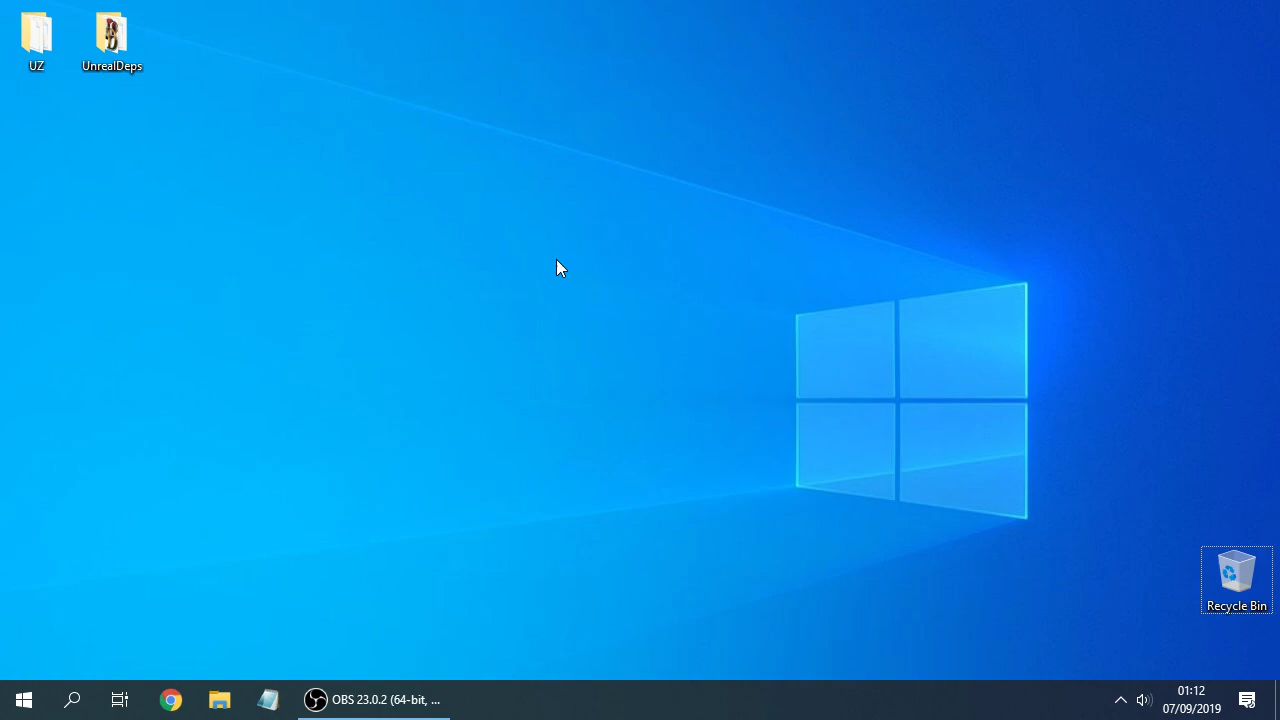 UZ
UnrealDeps
Recycle Bin
OBS 23.0.2 (64-bit, ...
01:12
07/09/2019